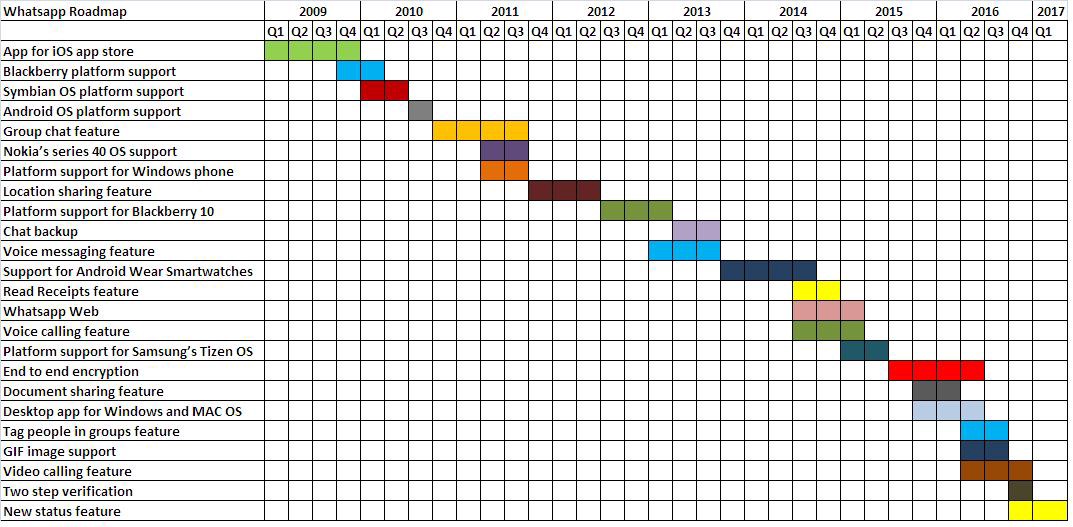 Whatsapp Roadmap 2009 2010 2011 2012 2013 2014 2015 2016 2017
Q1 Q2 Q3 Q4 Q1 Q2 Q3 Q4 Q1 Q2 Q3 Q4 Q1 Q2 Q3 Q4 Q1 Q2 Q3 Q4 Q1 Q2 Q3 Q4 Q1 Q2 Q3 Q4 Q1 Q2 Q3 Q4 Q1
App for iOS app store
Blackberry platform support
Symbian OS platform support
Android OS platform support
Group chat feature
Nokia's series 40 OS support
Platform support for Windows phone
Location sharing feature
Platform support for Blackberry 10
Chat backup
Voice messaging feature
Support for Android Wear Smartwatches
Read Receipts feature
Whatsapp Web
Voice calling feature
Platform support for Samsung's Tizen OS
End to end encryption
Document sharing feature
Desktop app for Windows and MAC OS
Tag people in groups feature
GIF image support
Video calling feature
Two step verification
New status feature